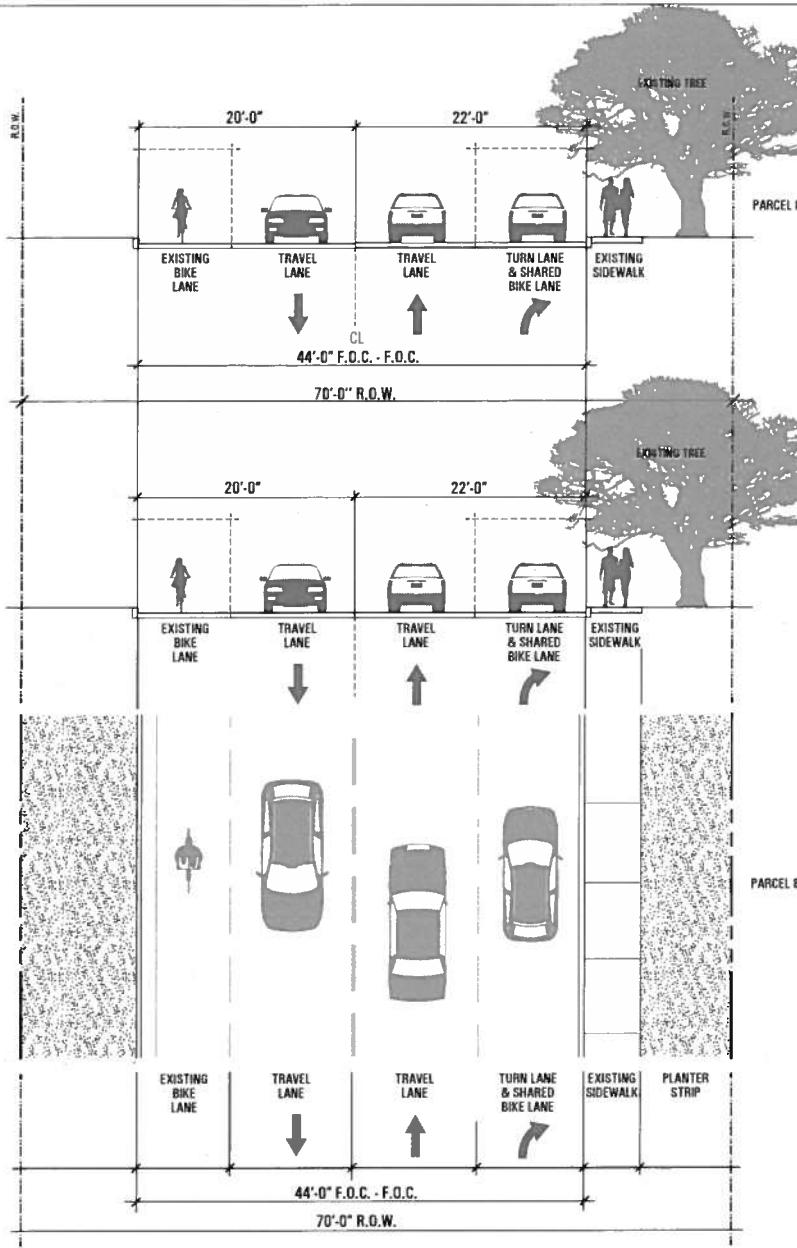 EXISTING TREE
R.O.W.
R.O.W.
20'-0"
22'-0"
PARCEL
EXISTING
BIKE
LANE
TRAVEL
LANE
TRAVEL
LANE
TURN LANE
& SHARED
BIKE LANE
EXISTING
SIDEWALK
CL
44'-0" F.O.C. - F.O.C.
70'-0" R.O.W.
EXISTING TREE
20'-0"
22'-0"
EXISTING
BIKE
LANE
TRAVEL
LANE
TRAVEL
LANE
TURN LANE
& SHARED
BIKE LANE
EXISTING
SIDEWALK
PARCEL 8
EXISTING
BIKE
LANE
TRAVEL
LANE
TRAVEL
LANE
TURN LANE
& SHARED
BIKE LANE
EXISTING
SIDEWALK
PLANTER
STRIP
44'-0" F.O.C. - F.O.C.
70'-0" R.O.W.